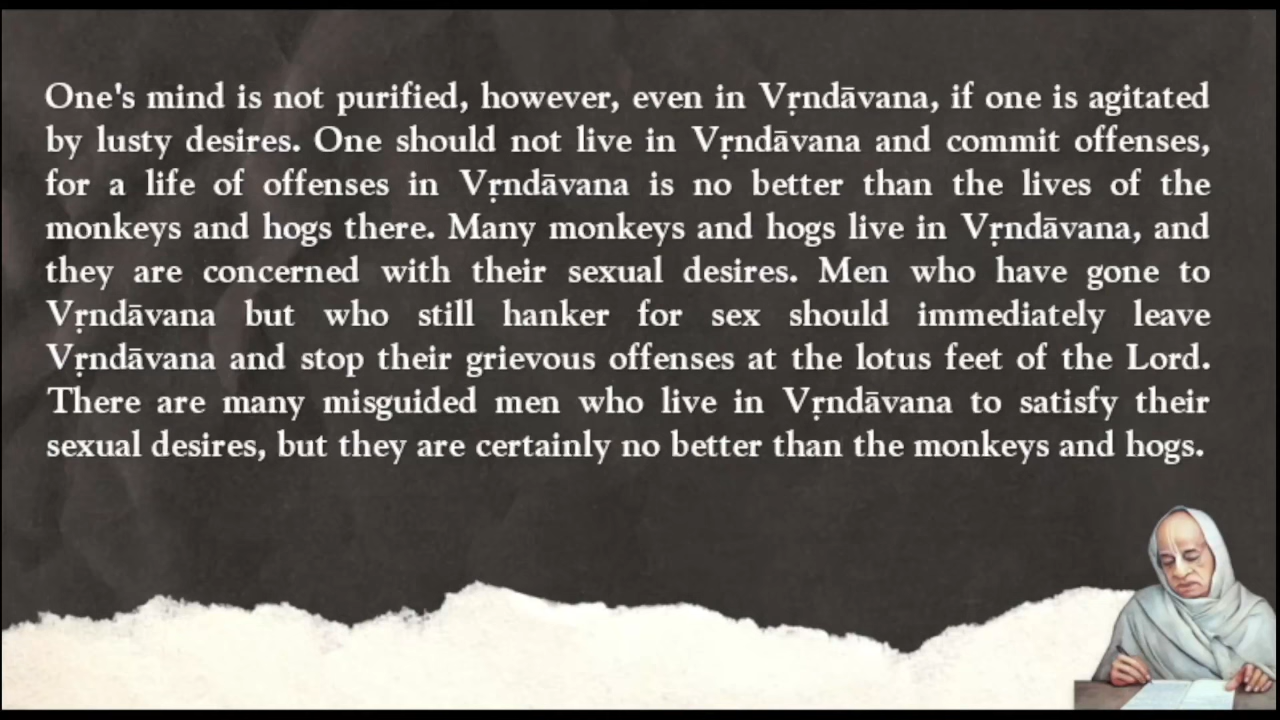 One's mind is not purified, however, even in Vṛndāvana, if one is agitated
by lusty desires. One should not live in Vṛndāvana and commit offenses,
for a life of offenses in Vṛndāvana is no better than the lives of the
monkeys and hogs there. Many monkeys and hogs live in Vṛndāvana, and
they are concerned with their sexual desires. Men who have gone to
Vṛndāvana but who still hanker for sex should immediately leave
Vṛndāvana and stop their grievous offenses at the lotus feet of the Lord.
There are many misguided men who live in Vṛndāvana to satisfy their
sexual desires, but they are certainly no better than the monkeys and hogs.